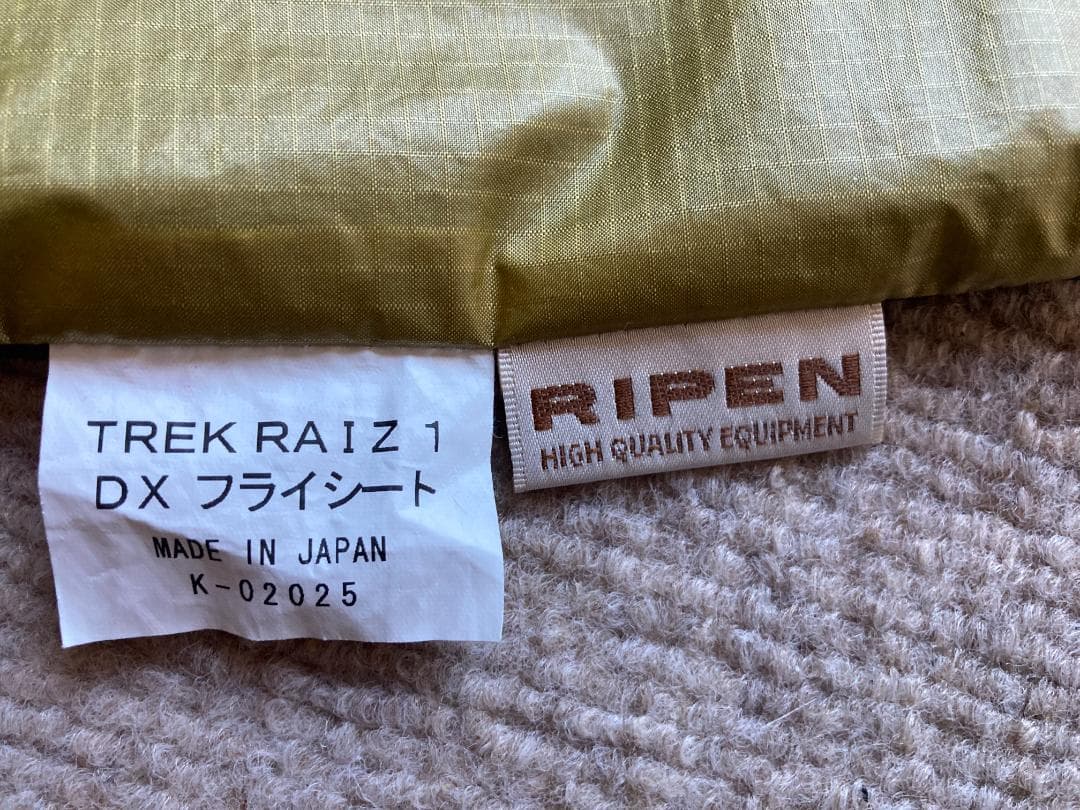 TREK RAIZ 1
DX フライシート
MADE IN JAPAN
K-02025
RIPEN
HIGH QUALITY EQUIPMENT